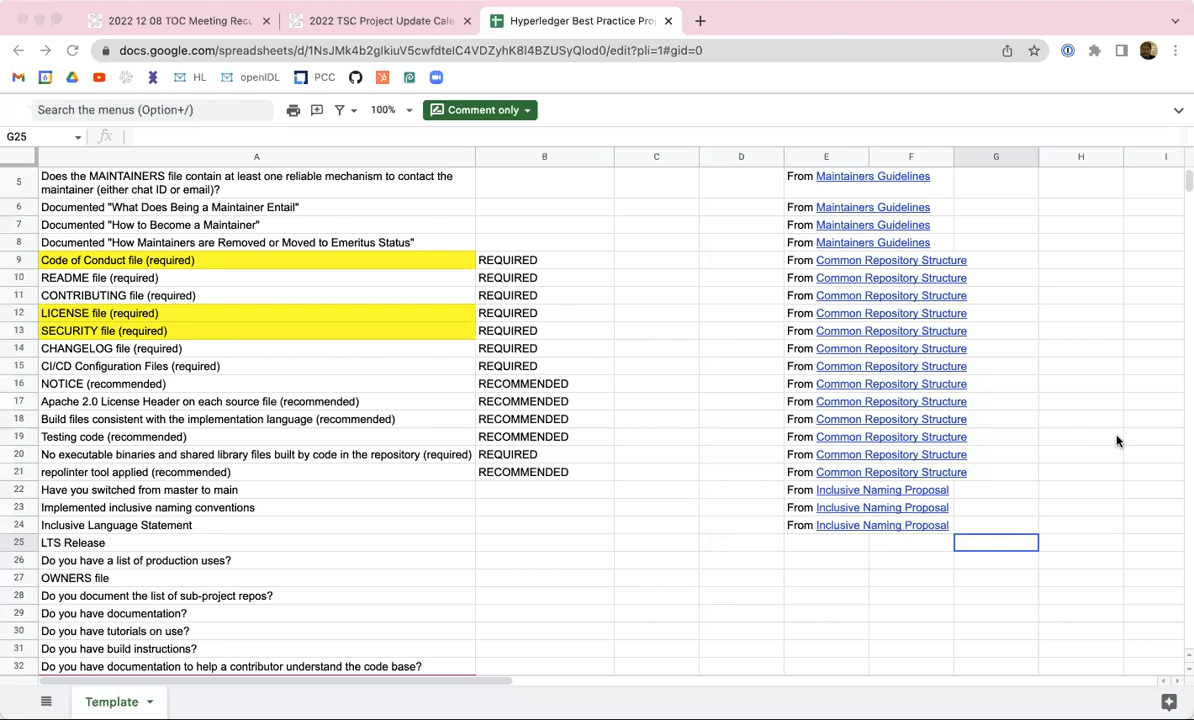 2022 12 08 TOC Meeting Rec
2022 TSC Project Update Cale
Hyperledger Best Practice Pro
docs.google.com/spreadsheets/d/
/edit?pli=1#gid=0
HL
openIDL
PCC
Search the menus (Option+/)
100%
Comment only
G25
fx
A B C D E F G H I
5 Does the MAINTAINERS file contain at least one reliable mechanism to contact the From Maintainers Guidelines
maintainer (either chat ID or email)?
6 Documented "What Does Being a Maintainer Entail" From Maintainers Guidelines
7 Documented "How to Become a Maintainer" From Maintainers Guidelines
8 Documented "How Maintainers are Removed or Moved to Emeritus Status" From Maintainers Guidelines
9 Code of Conduct file (required) REQUIRED From Common Repository Structure
10 README file (required) REQUIRED From Common Repository Structure
11 CONTRIBUTING file (required) REQUIRED From Common Repository Structure
12 LICENSE file (required) REQUIRED From Common Repository Structure
13 SECURITY file (required) REQUIRED From Common Repository Structure
14 CHANGELOG file (required) REQUIRED From Common Repository Structure
15 CI/CD Configuration Files (required) REQUIRED From Common Repository Structure
16 NOTICE (recommended) RECOMMENDED From Common Repository Structure
17 Apache 2.0 License Header on each source file (recommended) RECOMMENDED From Common Repository Structure
18 Build files consistent with the implementation language (recommended) RECOMMENDED From Common Repository Structure
19 Testing code (recommended) RECOMMENDED From Common Repository Structure
20 No executable binaries and shared library files built by code in the repository (required) REQUIRED From Common Repository Structure
21 repolinter tool applied (recommended) RECOMMENDED From Common Repository Structure
22 Have you switched from master to main From Inclusive Naming Proposal
23 Implemented inclusive naming conventions From Inclusive Naming Proposal
24 Inclusive Language Statement From Inclusive Naming Proposal
25 LTS Release
26 Do you have a list of production uses?
27 OWNERS file
28 Do you document the list of sub-project repos?
29 Do you have documentation?
30 Do you have tutorials on use?
31 Do you have build instructions?
32 Do you have documentation to help a contributor understand the code base?
Template